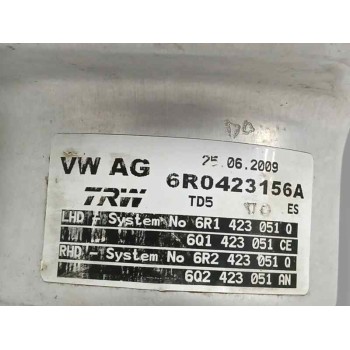 VW AG 25.06.2009
6R0423156A
TRW TD5 ES
LHD - System No 6R1 423 051 Q
6Q1 423 051 CE
RHD - System No 6R2 423 051 Q
6Q2 423 051 AN